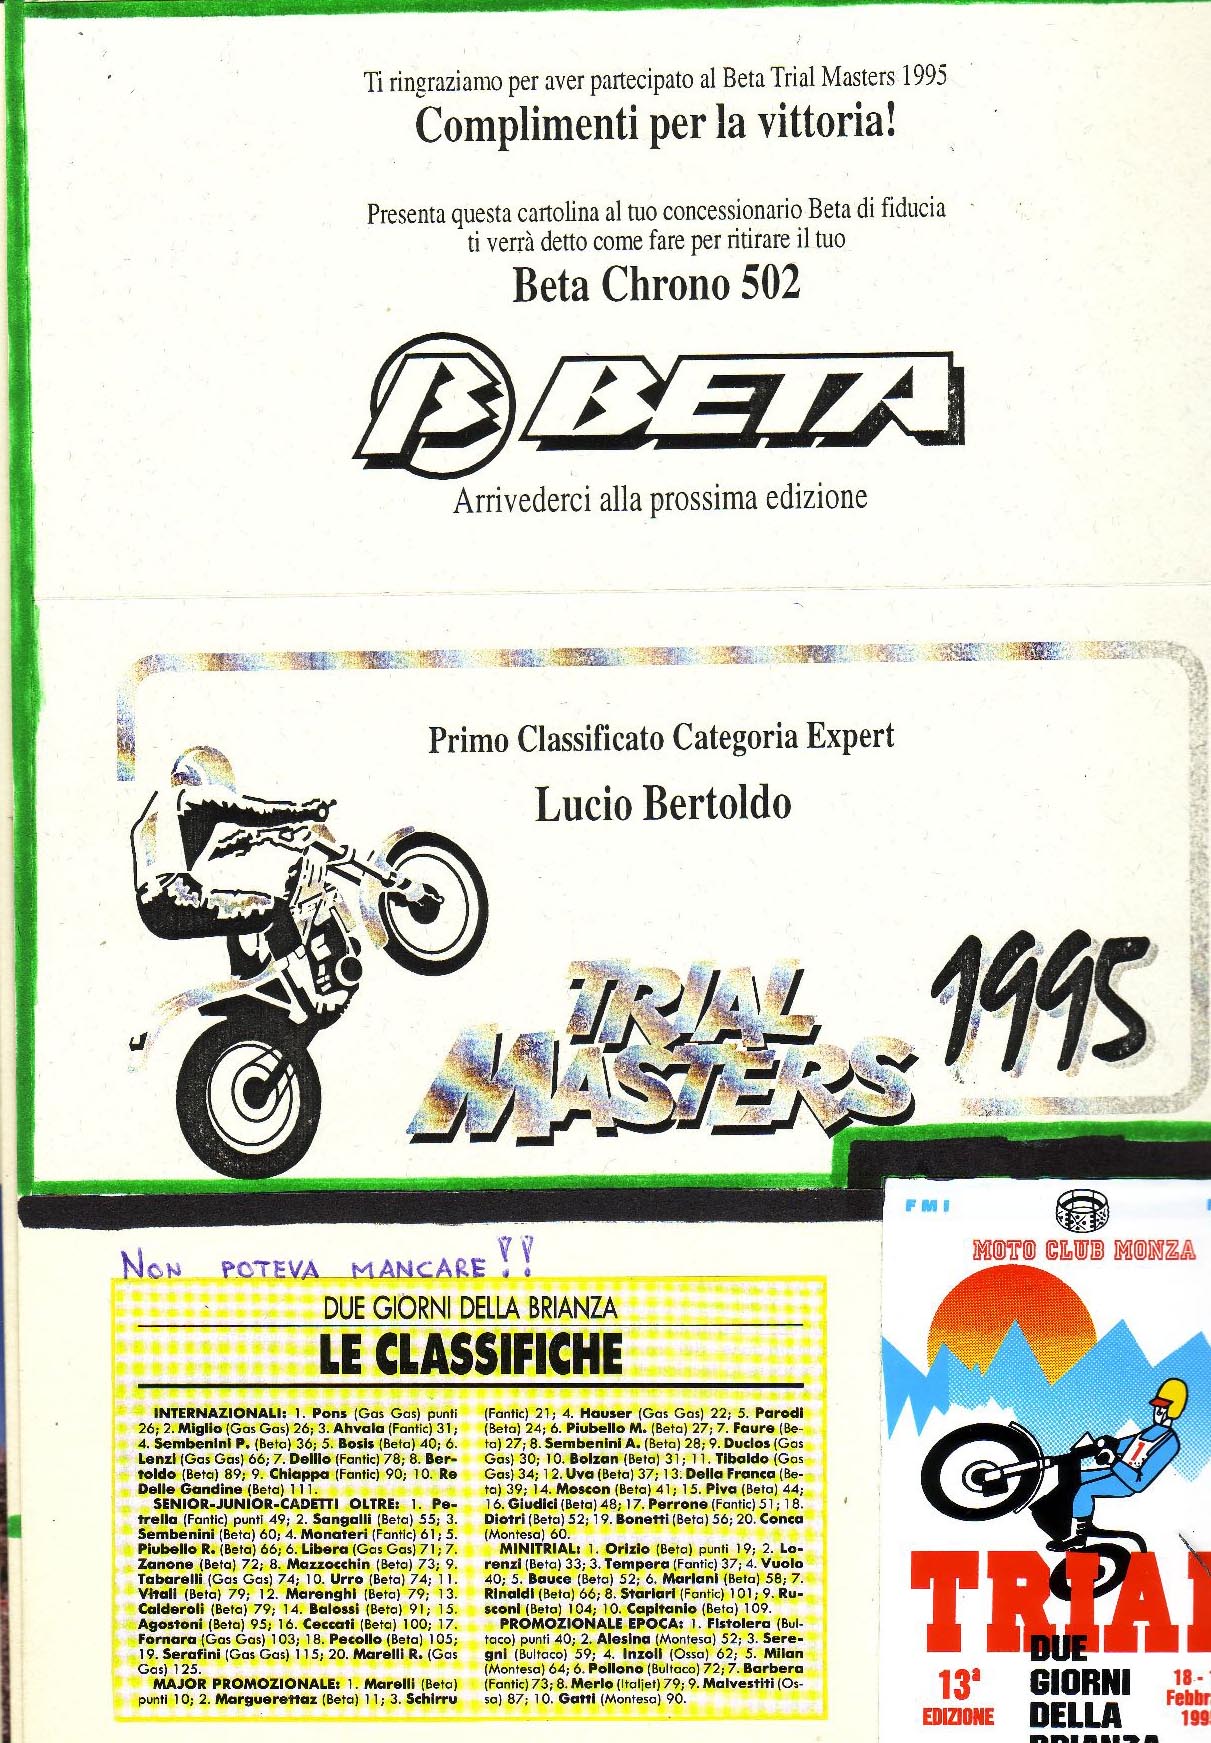 Ti ringraziamo per aver partecipato al Beta Trial Masters 1995
Complimenti per la vittoria!
Presenta questa cartolina al tuo concessionario Beta di fiducia
ti verrà detto come fare per ritirare il tuo
Beta Chrono 502
B BETA
Arrivederci alla prossima edizione
Primo Classificato Categoria Expert
Lucio Bertoldo
TRIAL
MASTERS
1995
NON POTEVA MANCARE!!
DUE GIORNI DELLA BRIANZA
LE CLASSIFICHE
INTERNAZIONALI: 1. Pons (Gas Gas) punti
26; 2. Miglio (Gas Gas) 26; 3. Ahvala (Fantic) 31;
4. Sembenini P. (Beta) 36; 5. Bosis (Beta) 40; 6.
Lenzi (Gas Gas) 66; 7. Dellio (Fantic) 78; 8. Ber-
toldo (Beta) 89; 9. Chiappa (Fantic) 90; 10. Re
Delle Gandine (Beta) 111.
SENIOR-JUNIOR-CADETTI OLTRE: 1. Pe-
trella (Fantic) punti 49; 2. Sangalli (Beta) 55; 3.
Sembenini (Beta) 60; 4. Monateri (Fantic) 61; 5.
Piubello R. (Beta) 66; 6. Libera (Gas Gas) 71; 7.
Zanone (Beta) 72; 8. Mazzocchin (Beta) 73; 9.
Tabarelli (Gas Gas) 74; 10. Urro (Beta) 74; 11.
Vitali (Beta) 79; 12. Marenghi (Beta) 79; 13.
Calderoli (Beta) 79; 14. Balossi (Beta) 91; 15.
Agostoni (Beta) 95; 16. Ceccati (Beta) 100; 17.
Fornara (Gas Gas) 103; 18. Pecollo (Beta) 105;
19. Serafini (Gas Gas) 115; 20. Marelli R. (Gas
Gas) 125.
MAJOR PROMOZIONALE: 1. Marelli (Beta)
punti 10; 2. Marguerettaz (Beta) 11; 3. Schirru
(Fantic) 21; 4. Hauser (Gas Gas) 22; 5. Parodi
(Beta) 24; 6. Piubello M. (Beta) 27; 7. Faure (Be-
ta) 27; 8. Sembenini A. (Beta) 28; 9. Duclos (Gas
Gas) 30; 10. Bolzan (Beta) 31; 11. Tibaldo (Gas
Gas) 34; 12. Uva (Beta) 37; 13. Della Franca (Be-
ta) 39; 14. Moscon (Beta) 41; 15. Piva (Beta) 44;
16. Giudici (Beta) 48; 17. Perrone (Fantic) 51; 18.
Diotri (Beta) 52; 19. Bonetti (Beta) 56; 20. Conca
(Montesa) 60.
MINITRIAL: 1. Orizio (Beta) punti 19; 2. Lo-
renzi (Beta) 33; 3. Tempera (Fantic) 37; 4. Vuolo
40; 5. Bauce (Beta) 52; 6. Mariani (Beta) 58; 7.
Rinaldi (Beta) 66; 8. Stariari (Fantic) 101; 9. Ru-
sconi (Beta) 104; 10. Capitanio (Beta) 109.
PROMOZIONALE EPOCA: 1. Fistolera (Bul-
taco) punti 40; 2. Alesina (Montesa) 52; 3. Sere-
gni (Bultaco) 59; 4. Inzoli (Ossa) 62; 5. Milan
(Montesa) 64; 6. Pollono (Bultaco) 72; 7. Barbera
(Fantic) 73; 8. Merlo (Italjet) 79; 9. Malvestiti (Os-
sa) 87; 10. Gatti (Montesa) 90.
FMI
MOTO CLUB MONZA
1
TRIAL
13ª
EDIZIONE
DUE
GIORNI
DELLA
BRIANZA
18 -
Febbr
199